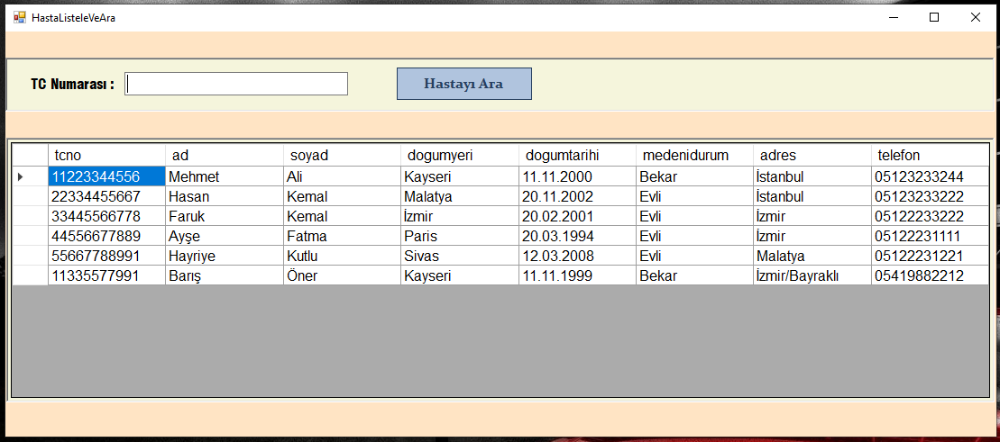 HastaListeleVeAra
TC Numarası : Hastayı Ara
tcno ad soyad dogumyeri dogumtarihi medenidurum adres telefon
11223344556 Mehmet Ali Kayseri 11.11.2000 Bekar İstanbul 05123233244
22334455667 Hasan Kemal Malatya 20.11.2002 Evli İstanbul 05123233222
33445566778 Faruk Kemal İzmir 20.02.2001 Evli İzmir 05122233222
44556677889 Ayşe Fatma Paris 20.03.1994 Evli İzmir 05122231111
55667788991 Hayriye Kutlu Sivas 12.03.2008 Evli Malatya 05122231221
11335577991 Barış Öner Kayseri 11.11.1999 Bekar İzmir/Bayraklı 05419882212